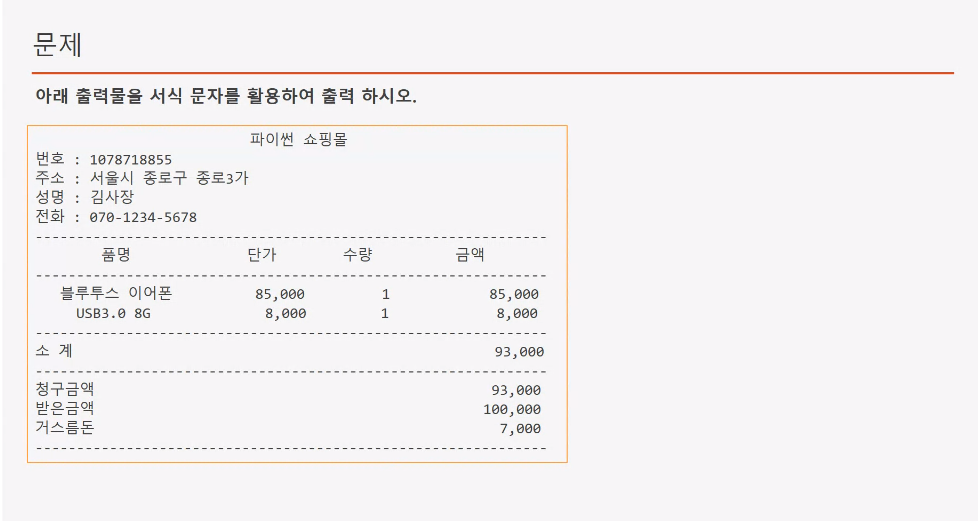 문제
아래 출력물을 서식 문자를 활용하여 출력 하시오.
파이썬 쇼핑몰
번호 : 1078718855
주소 : 서울시 종로구 종로3가
성명 : 김사장
전화 : 070-1234-5678
----------------------------------------------------------------
품명 단가 수량 금액
----------------------------------------------------------------
블루투스 이어폰 85,000 1 85,000
USB3.0 8G 8,000 1 8,000
----------------------------------------------------------------
소 계 93,000
----------------------------------------------------------------
청구금액 93,000
받은금액 100,000
거스름돈 7,000
----------------------------------------------------------------